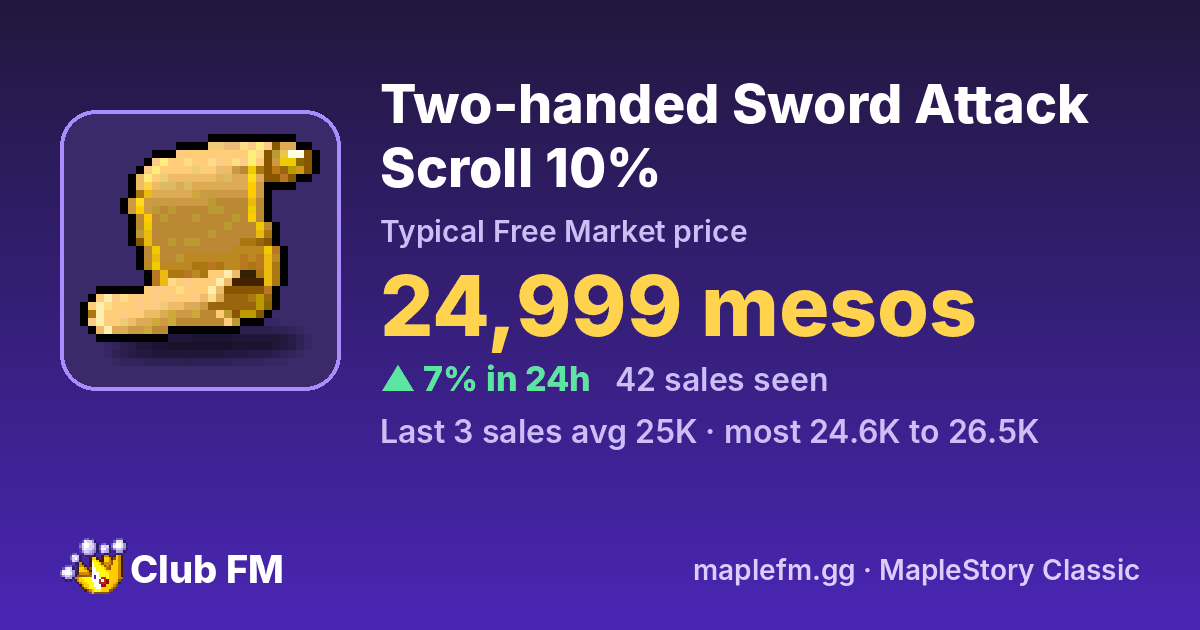 Two-handed Sword Attack
Scroll 10%
Typical Free Market price
24,999 mesos
▲ 7% in 24h 42 sales seen
Last 3 sales avg 25K · most 24.6K to 26.5K
Club FM
maplefm.gg · MapleStory Classic